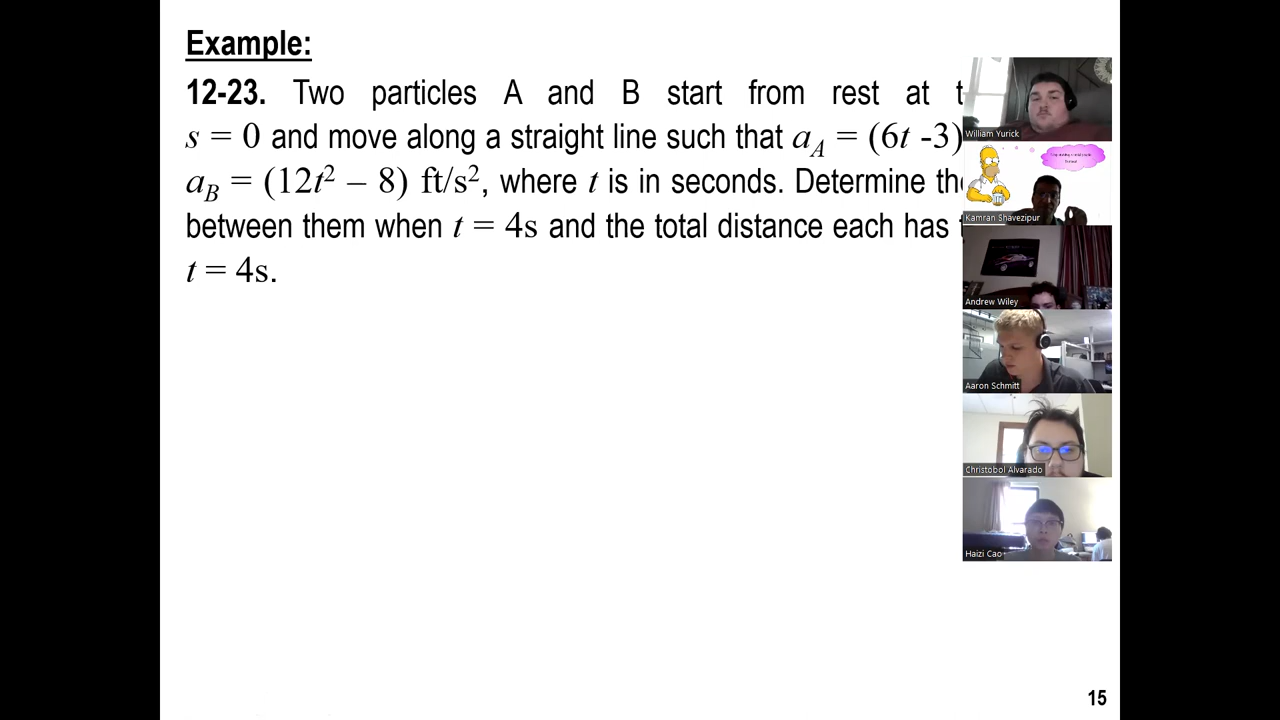 Example:
12-23. Two particles A and B start from rest at t
s = 0 and move along a straight line such that a_A = (6t -3)
a_B = (12t² – 8) ft/s², where t is in seconds. Determine the
between them when t = 4s and the total distance each has
t = 4s.
William Yurick
Kamran Shavezipur
Andrew Wiley
Aaron Schmitt
Christobol Alvarado
Haizi Cao
15